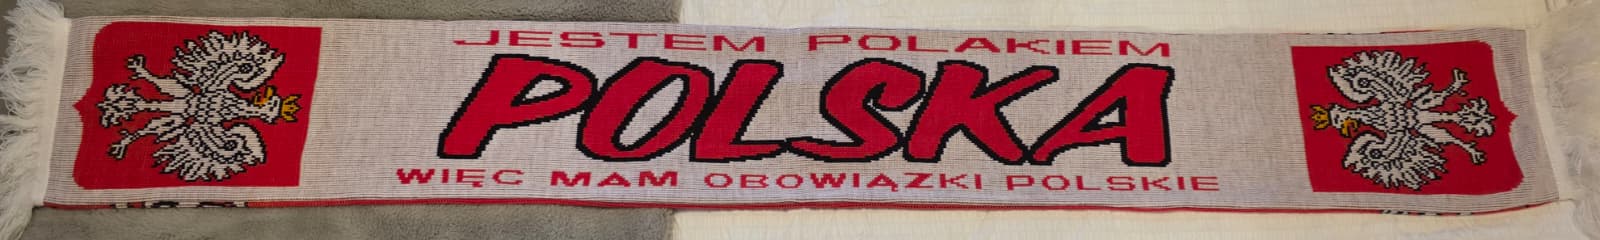 JESTEM POLAKIEM
POLSKA
WIĘC MAM OBOWIĄZKI POLSKIE